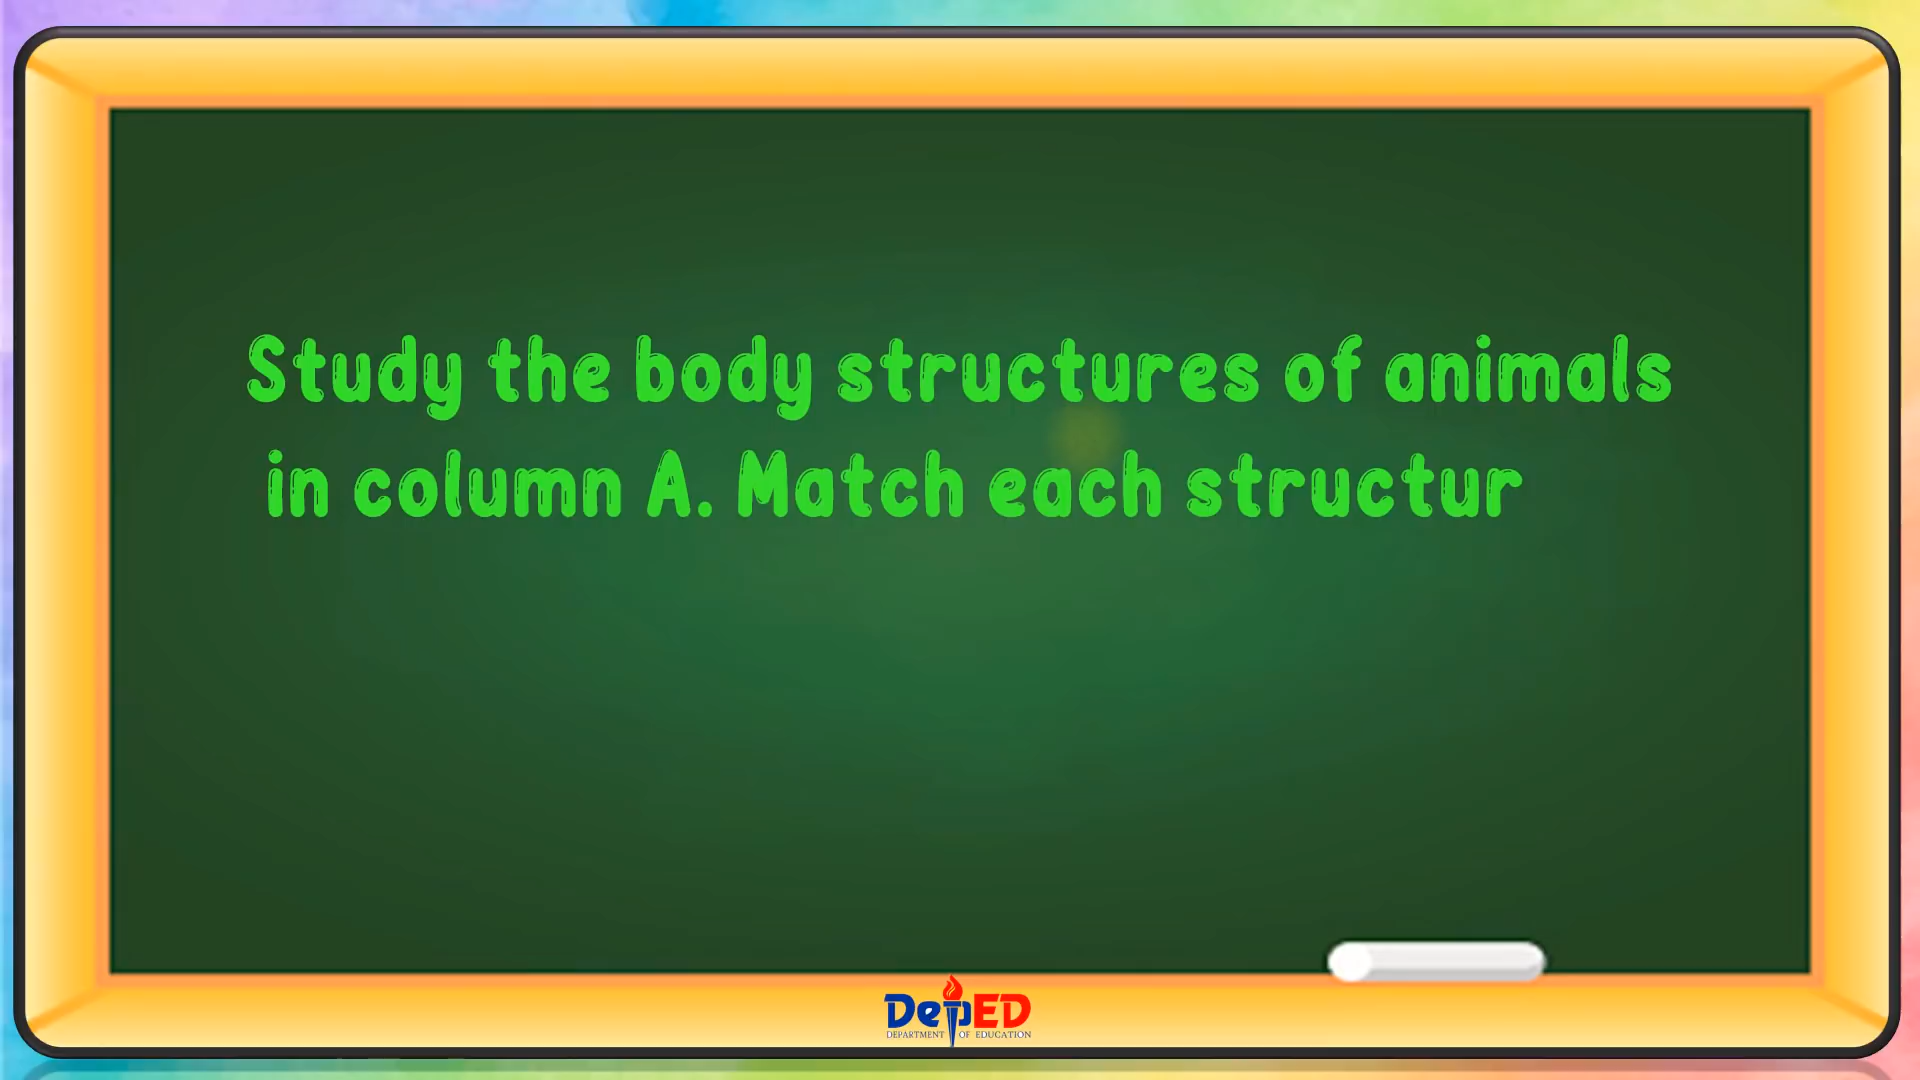 Study the body structures of animals
in column A. Match each structur
DepED
DEPARTMENT OF EDUCATION